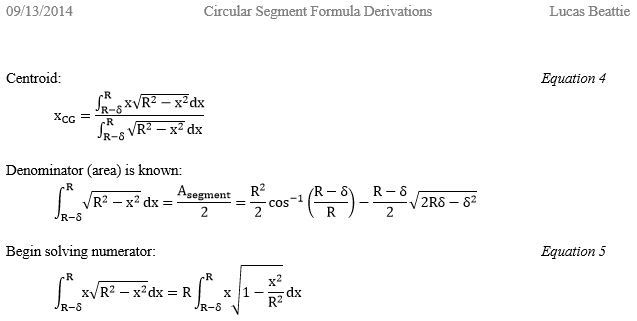 09/13/2014 Circular Segment Formula Derivations Lucas Beattie
Centroid: Equation 4
x_CG = ∫_{R−δ}^{R} x√(R² − x²)dx / ∫_{R−δ}^{R} √(R² − x²) dx
Denominator (area) is known:
∫_{R−δ}^{R} √(R² − x²) dx = A_segment/2 = R²/2 cos⁻¹((R − δ)/R) − (R − δ)/2 √(2Rδ − δ²)
Begin solving numerator: Equation 5
∫_{R−δ}^{R} x√(R² − x²)dx = R ∫_{R−δ}^{R} x √(1 − x²/R²) dx